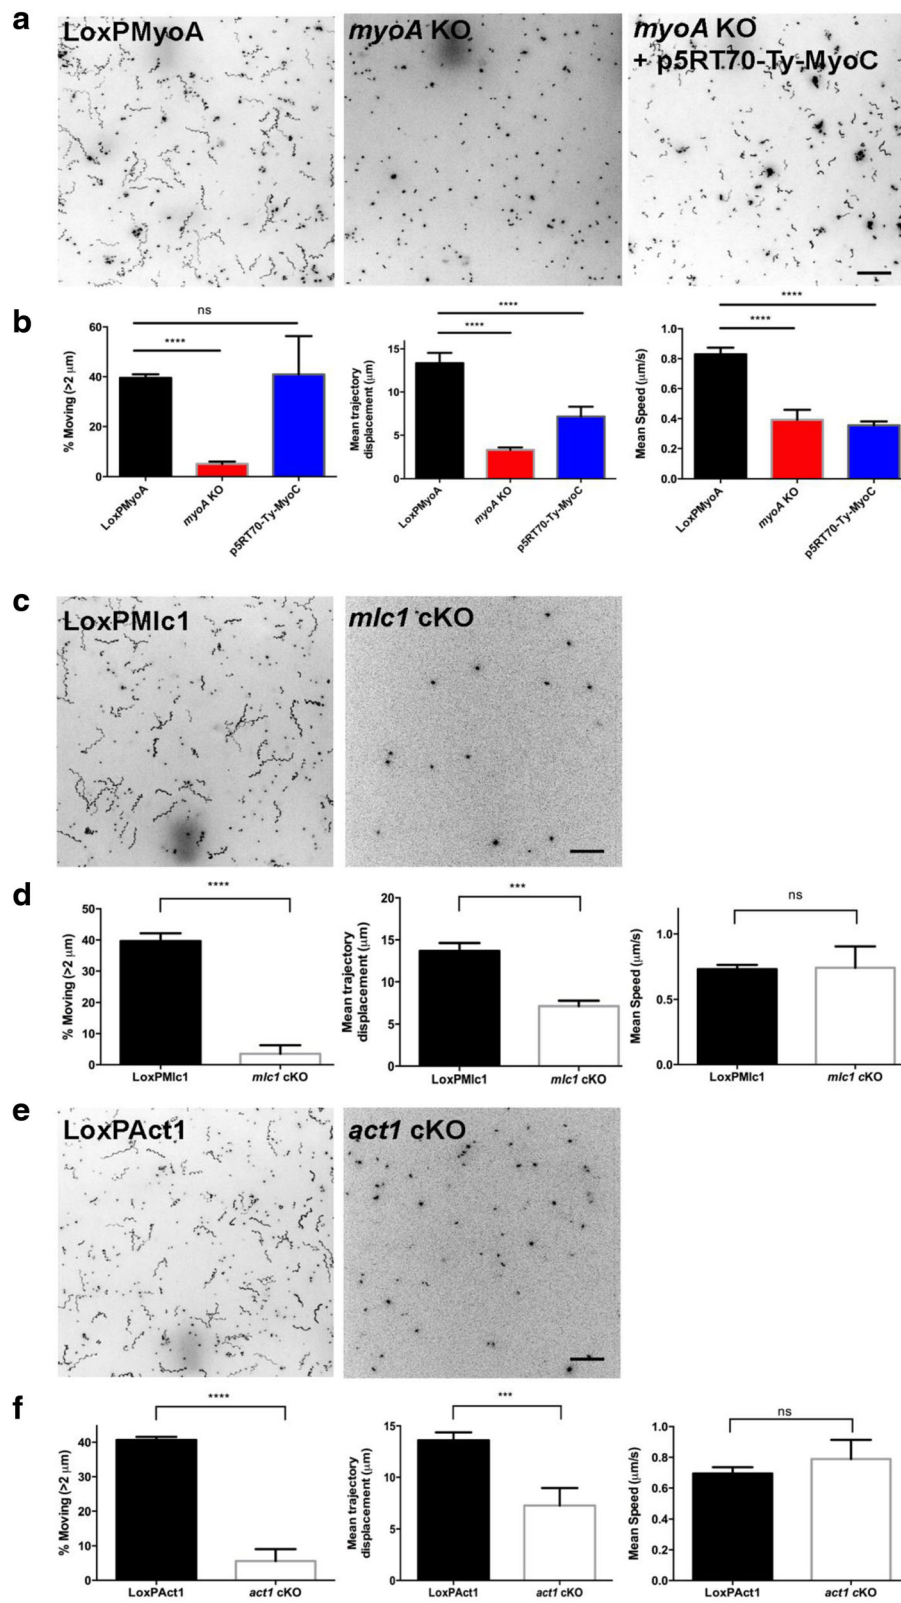 a
LoxPMyoA
myoA KO
myoA KO
+ p5RT70-Ty-MyoC
b
ns
****
% Moving (>2 µm)
60
40
20
0
LoxPMyoA
myoA KO
p5RT70-Ty-MyoC
****
****
Mean trajectory
displacement (µm)
15
10
5
0
LoxPMyoA
myoA KO
p5RT70-Ty-MyoC
****
****
Mean Speed (µm/s)
1.0
0.8
0.6
0.4
0.2
0.0
LoxPMyoA
myoA KO
p5RT70-Ty-MyoC
c
LoxPMlc1
mlc1 cKO
d
****
% Moving (>2 µm)
50
40
30
20
10
0
LoxPMlc1
mlc1 cKO
***
Mean trajectory
displacement (µm)
20
15
10
5
0
LoxPMlc1
mlc1 cKO
ns
Mean Speed (µm/s)
1.0
0.5
0.0
LoxPMlc1
mlc1 cKO
e
LoxPAct1
act1 cKO
f
****
% Moving (>2 µm)
40
30
20
10
0
LoxPAct1
act1 cKO
***
Mean trajectory
displacement (µm)
15
10
5
0
LoxPAct1
act1 cKO
ns
Mean Speed (µm/s)
1.0
0.8
0.6
0.4
0.2
0.0
LoxPAct1
act1 cKO